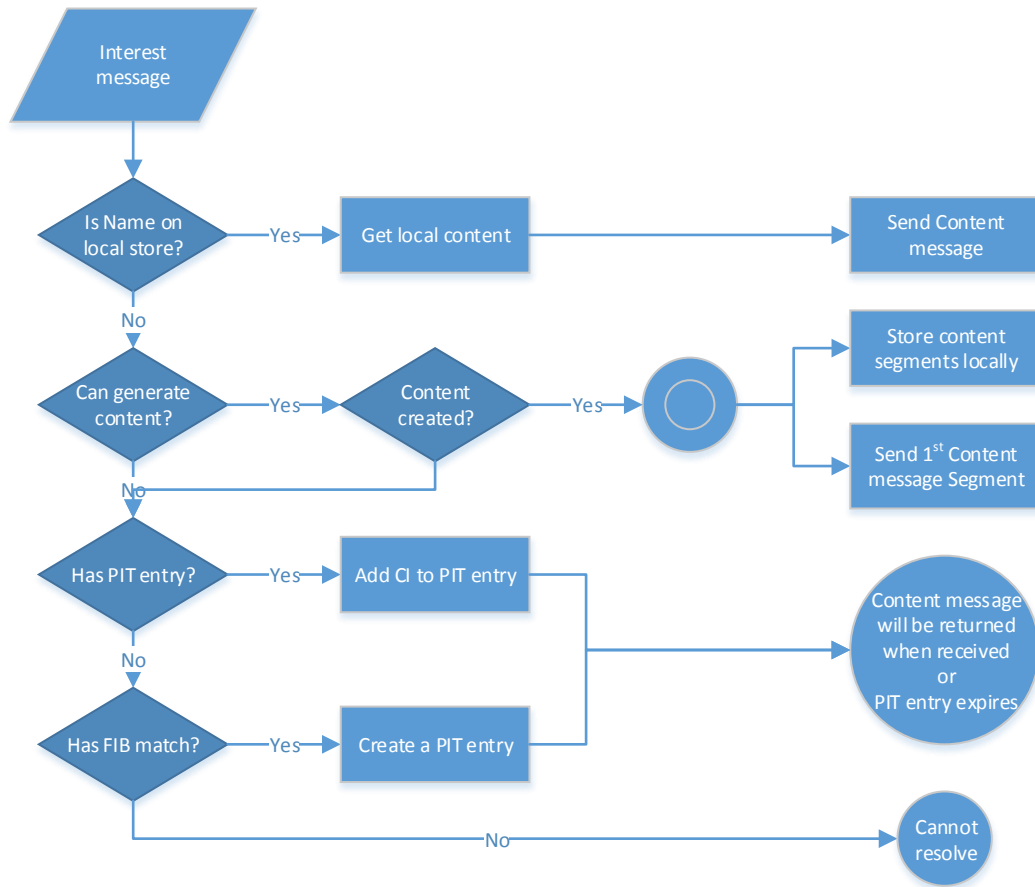 Interest
message
Is Name on
local store?
Yes
Get local content
Send Content
message
No
Can generate
content?
Yes
Content
created?
Yes
Store content
segments locally
Send 1st Content
message Segment
No
Has PIT entry?
Yes
Add CI to PIT entry
Content message
will be returned
when received
or
PIT entry expires
No
Has FIB match?
Yes
Create a PIT entry
No
Cannot
resolve